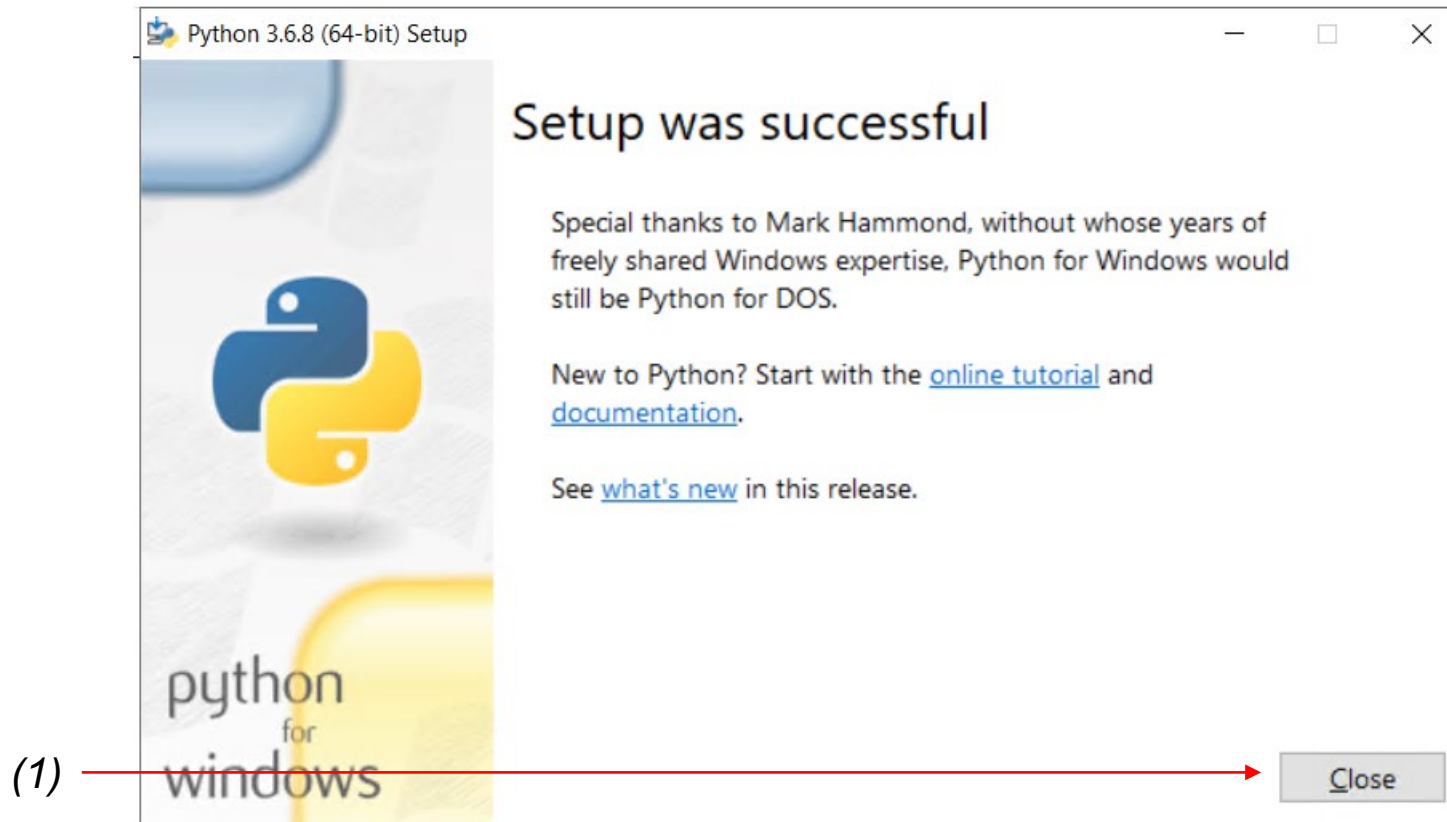 Python 3.6.8 (64-bit) Setup
Setup was successful
Special thanks to Mark Hammond, without whose years of
freely shared Windows expertise, Python for Windows would
still be Python for DOS.
New to Python? Start with the online tutorial and
documentation.
See what's new in this release.
python
for
windows
(1)
Close